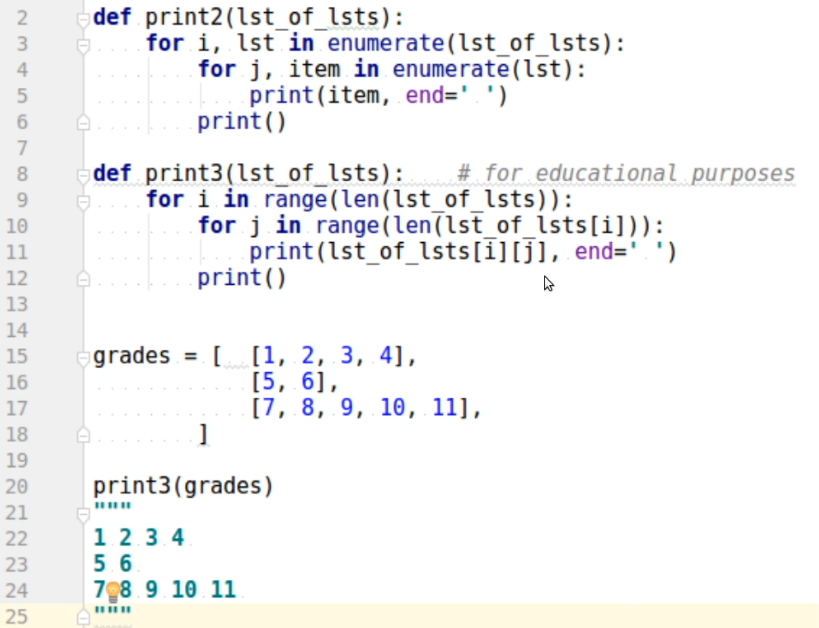 2 def print2(lst_of_lsts):
3     for i, lst in enumerate(lst_of_lsts):
4         for j, item in enumerate(lst):
5             print(item, end=' ')
6         print()
7
8 def print3(lst_of_lsts):    # for educational purposes
9     for i in range(len(lst_of_lsts)):
10         for j in range(len(lst_of_lsts[i])):
11             print(lst_of_lsts[i][j], end=' ')
12         print()
13
14
15 grades = [  [1, 2, 3, 4],
16             [5, 6],
17             [7, 8, 9, 10, 11],
18         ]
19
20 print3(grades)
21 """
22 1 2 3 4
23 5 6
24 7 8 9 10 11
25 """